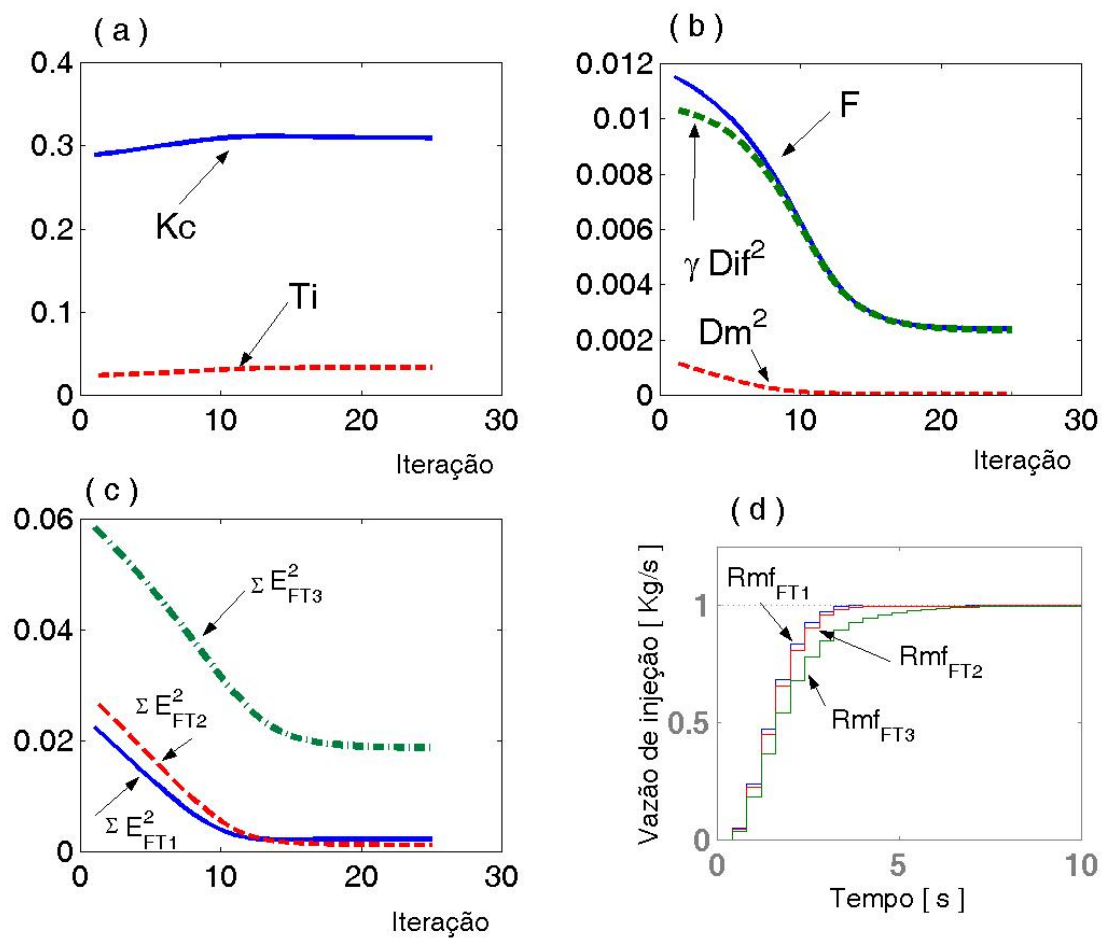 ( a )
0.4
0.3
0.2
0.1
0
Kc
Ti
0
10
20
30
Iteração
( b )
0.012
0.01
0.008
0.006
0.004
0.002
0
F
γ Dif²
Dm²
0
10
20
30
Iteração
( c )
0.06
0.04
0.02
0
Σ E²FT3
Σ E²FT2
Σ E²FT1
0
10
20
30
Iteração
( d )
Vazão de injeção [ Kg/s ]
1
0.5
0
RmfFT1
RmfFT2
RmfFT3
0
5
10
Tempo [ s ]